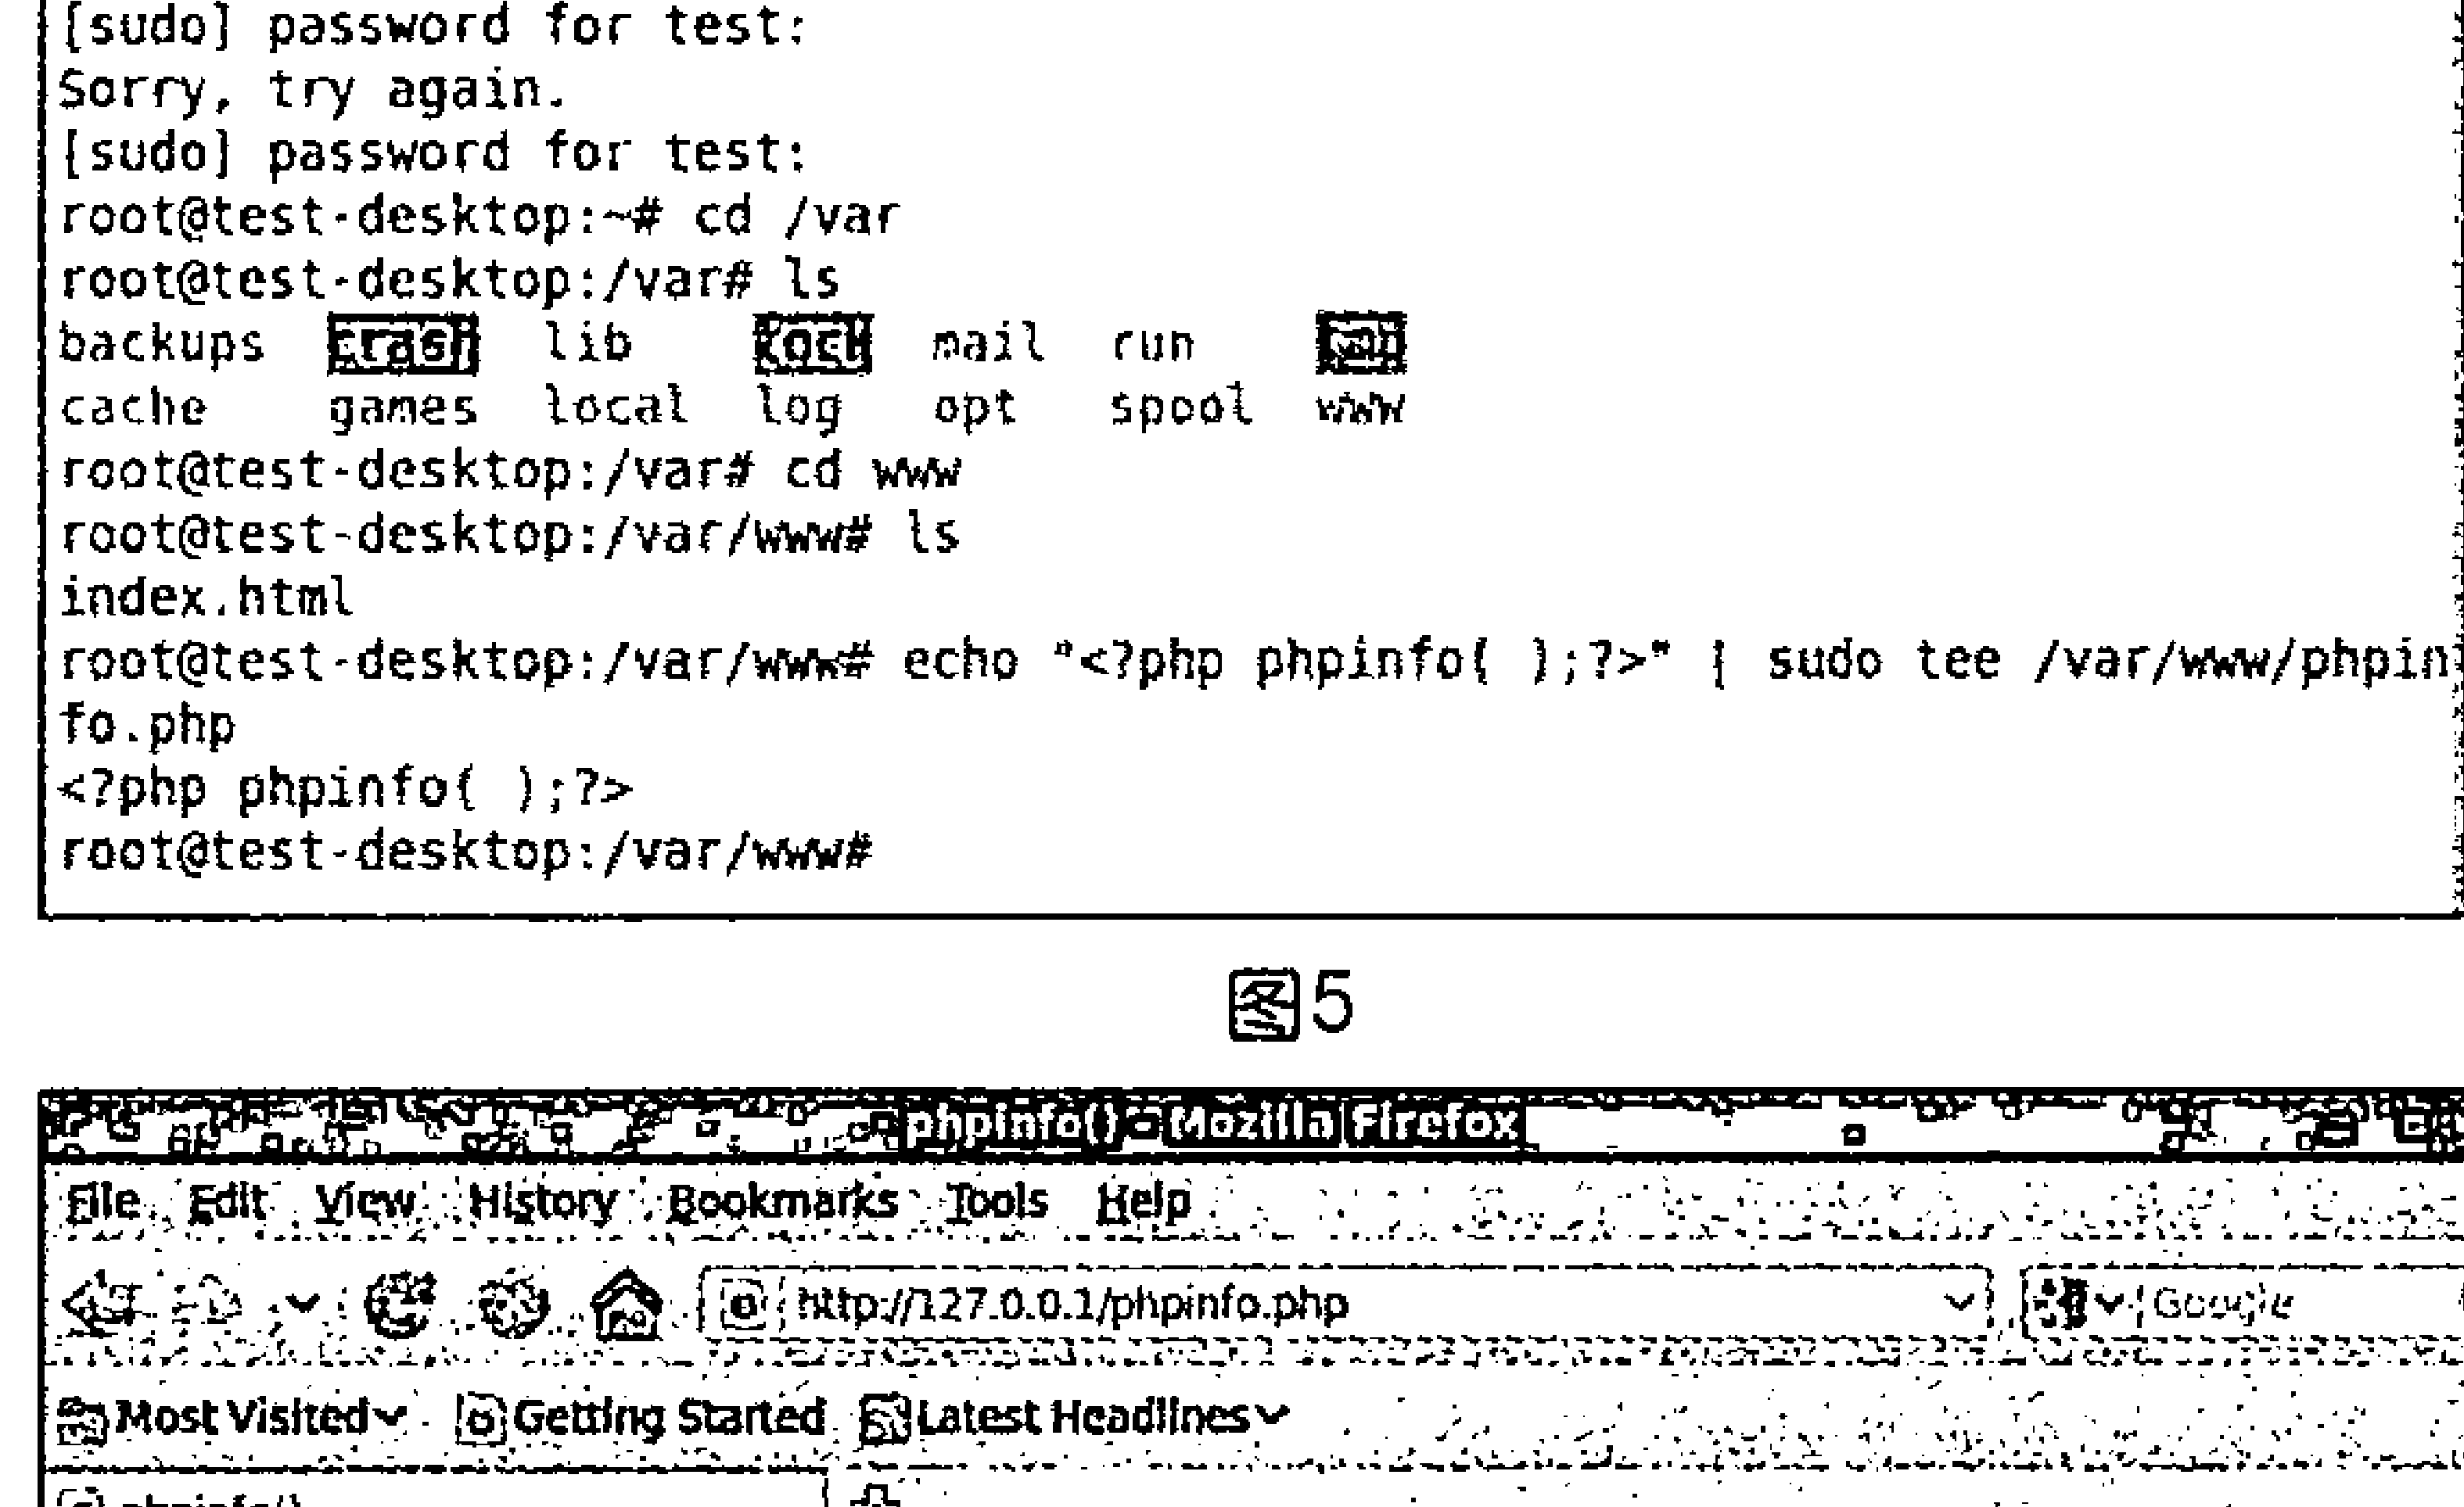 [sudo] password for test:
Sorry, try again.
[sudo] password for test:
root@test-desktop:~# cd /var
root@test-desktop:/var# ls
backups crash lib lock mail run tmp
cache games local log opt spool www
root@test-desktop:/var# cd www
root@test-desktop:/var/www# ls
index.html
root@test-desktop:/var/www# echo "<?php phpinfo( );?>" | sudo tee /var/www/phpin
fo.php
<?php phpinfo( );?>
root@test-desktop:/var/www#
图5
phpinfo() - Mozilla Firefox
File Edit View History Bookmarks Tools Help
http://127.0.0.1/phpinfo.php Google
Most Visited Getting Started Latest Headlines
phpinfo()